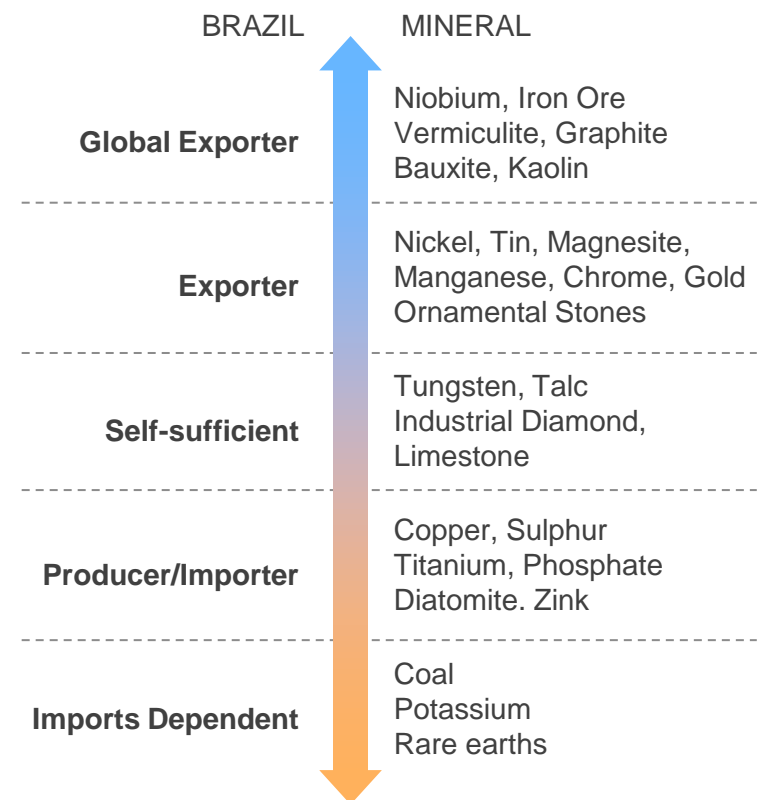 BRAZIL MINERAL
Global Exporter
Niobium, Iron Ore
Vermiculite, Graphite
Bauxite, Kaolin
Exporter
Nickel, Tin, Magnesite,
Manganese, Chrome, Gold
Ornamental Stones
Self-sufficient
Tungsten, Talc
Industrial Diamond,
Limestone
Producer/Importer
Copper, Sulphur
Titanium, Phosphate
Diatomite. Zink
Imports Dependent
Coal
Potassium
Rare earths